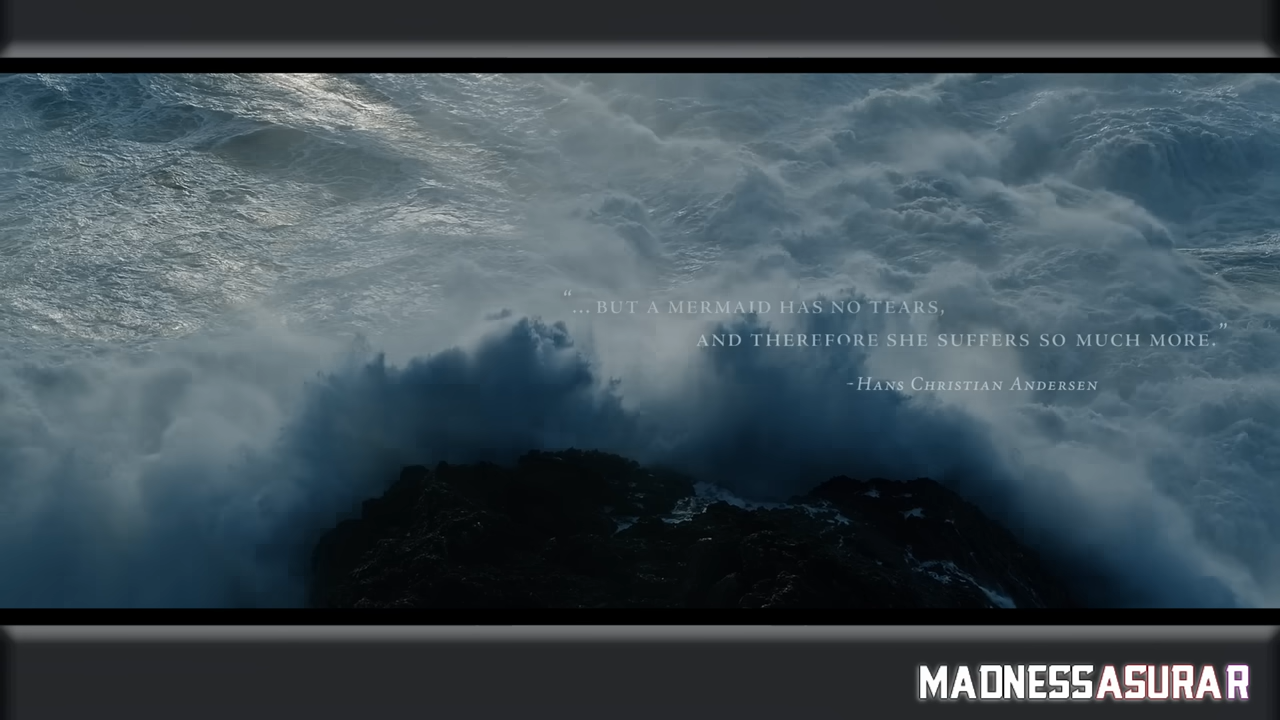 “... BUT A MERMAID HAS NO TEARS,
AND THEREFORE SHE SUFFERS SO MUCH MORE.”
-HANS CHRISTIAN ANDERSEN
MADNESSASURAR